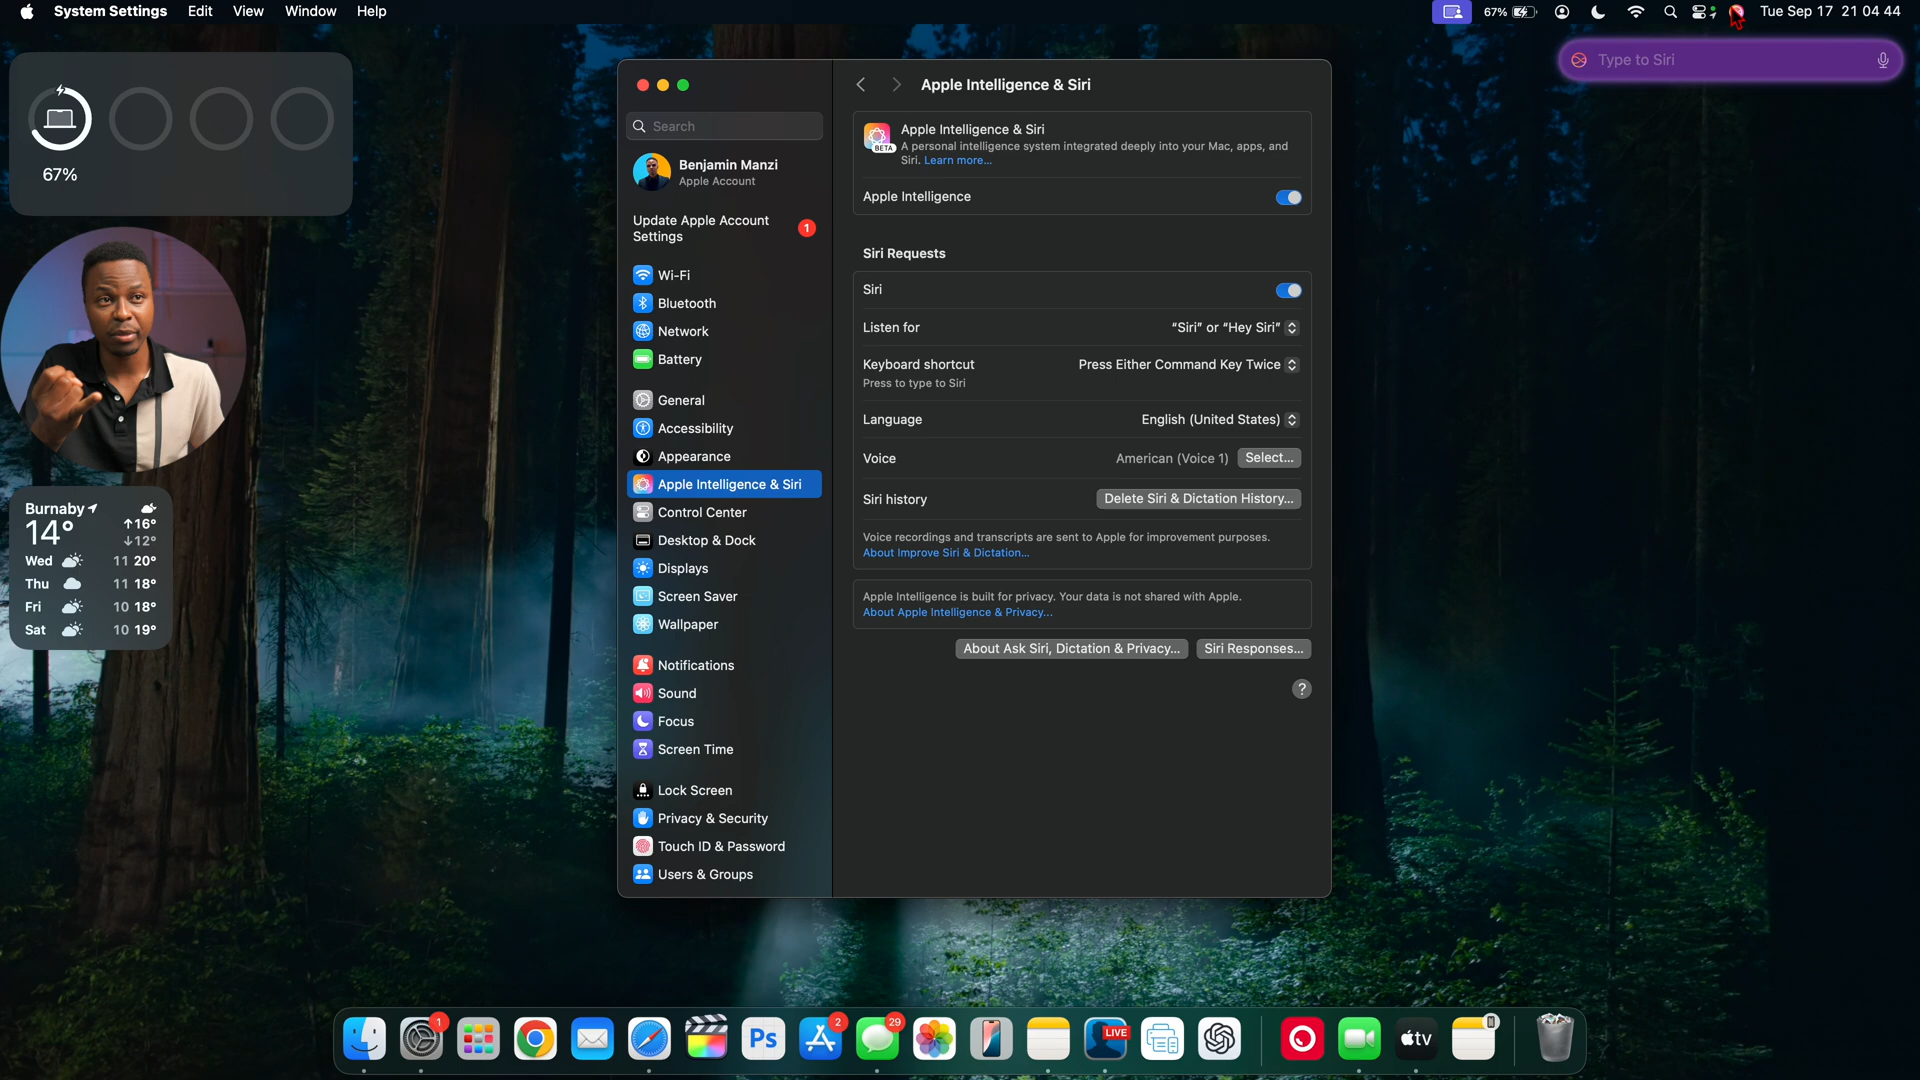 System Settings Edit View Window Help
67% Tue Sep 17 21 04 44
Type to Siri
67%
Burnaby
14° ↑16°
↓12°
Wed 11 20°
Thu 11 18°
Fri 10 18°
Sat 10 19°
Search
Benjamin Manzi
Apple Account
Update Apple Account
Settings 1
Wi-Fi
Bluetooth
Network
Battery
General
Accessibility
Appearance
Apple Intelligence & Siri
Control Center
Desktop & Dock
Displays
Screen Saver
Wallpaper
Notifications
Sound
Focus
Screen Time
Lock Screen
Privacy & Security
Touch ID & Password
Users & Groups
Apple Intelligence & Siri
Apple Intelligence & Siri
BETA
A personal intelligence system integrated deeply into your Mac, apps, and
Siri. Learn more...
Apple Intelligence
Siri Requests
Siri
Listen for "Siri" or "Hey Siri"
Keyboard shortcut Press Either Command Key Twice
Press to type to Siri
Language English (United States)
Voice American (Voice 1) Select...
Siri history Delete Siri & Dictation History...
Voice recordings and transcripts are sent to Apple for improvement purposes.
About Improve Siri & Dictation...
Apple Intelligence is built for privacy. Your data is not shared with Apple.
About Apple Intelligence & Privacy...
About Ask Siri, Dictation & Privacy... Siri Responses...
?
1
Ps
2
29
LIVE
tv